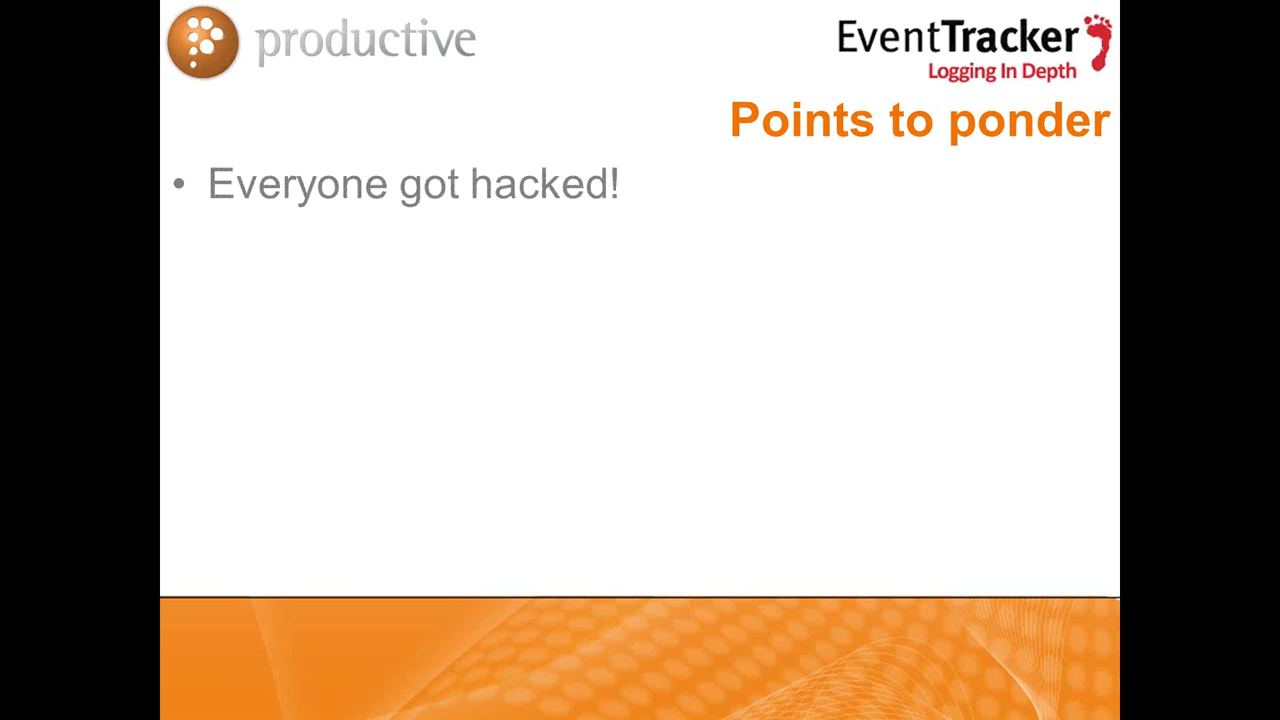 productive
EventTracker
Logging In Depth
Points to ponder
• Everyone got hacked!